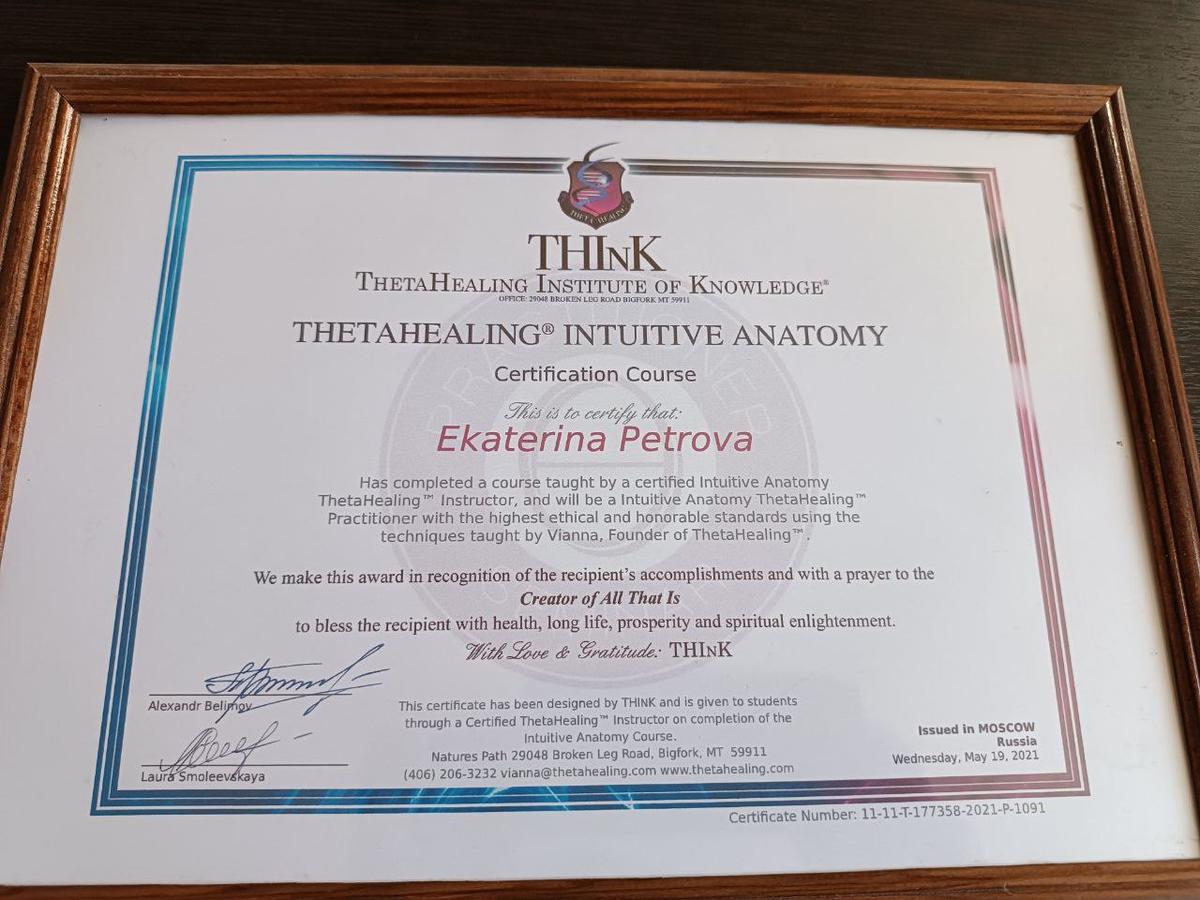 THETA HEALING
THInK
ThetaHealing Institute of Knowledge®
OFFICE: 29048 BROKEN LEG ROAD BIGFORK MT 59911
THETAHEALING® INTUITIVE ANATOMY
Certification Course
This is to certify that:
Ekaterina Petrova
Has completed a course taught by a certified Intuitive Anatomy
ThetaHealing™ Instructor, and will be a Intuitive Anatomy ThetaHealing™
Practitioner with the highest ethical and honorable standards using the
techniques taught by Vianna, Founder of ThetaHealing™.
We make this award in recognition of the recipient's accomplishments and with a prayer to the
Creator of All That Is
to bless the recipient with health, long life, prosperity and spiritual enlightenment.
With Love & Gratitude: THInK
Alexandr Belimov
Laura Smoleevskaya
This certificate has been designed by THINK and is given to students
through a Certified ThetaHealing™ Instructor on completion of the
Intuitive Anatomy Course.
Natures Path 29048 Broken Leg Road, Bigfork, MT 59911
(406) 206-3232 vianna@thetahealing.com www.thetahealing.com
Issued in MOSCOW
Russia
Wednesday, May 19, 2021
Certificate Number: 11-11-T-177358-2021-P-1091
PRACTITIONER